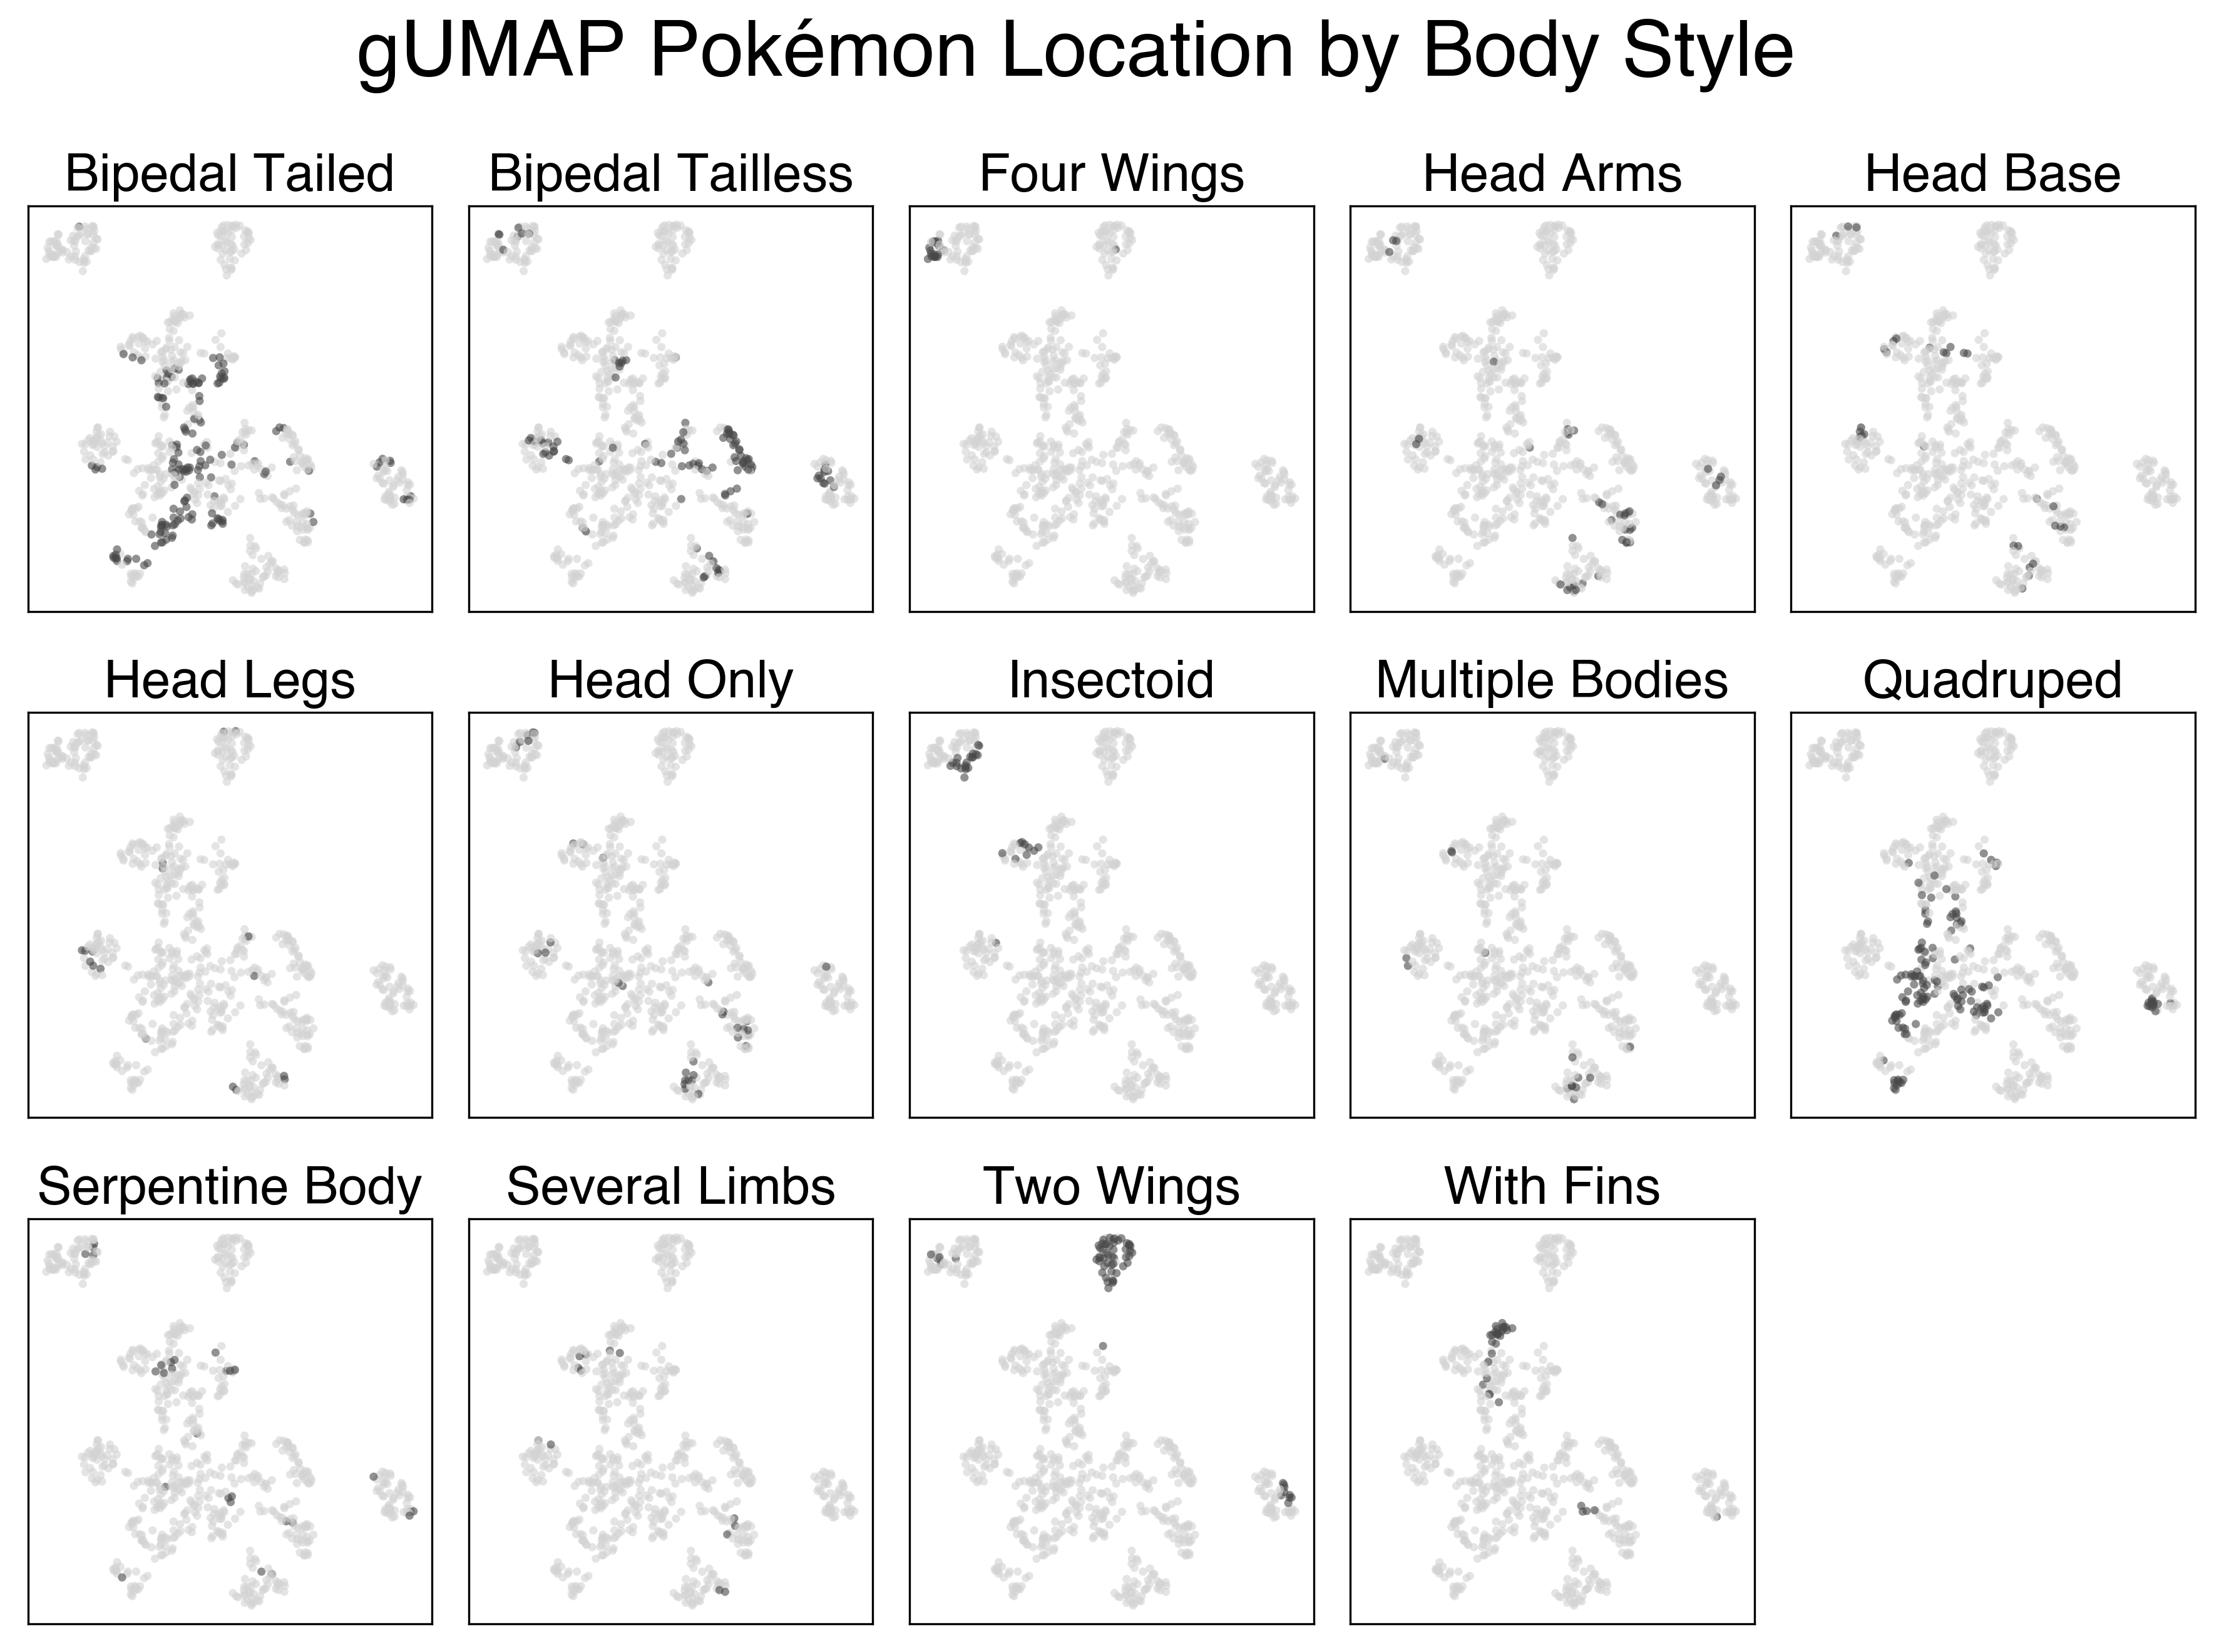 gUMAP Pokémon Location by Body Style
Bipedal Tailed
Bipedal Tailless
Four Wings
Head Arms
Head Base
Head Legs
Head Only
Insectoid
Multiple Bodies
Quadruped
Serpentine Body
Several Limbs
Two Wings
With Fins